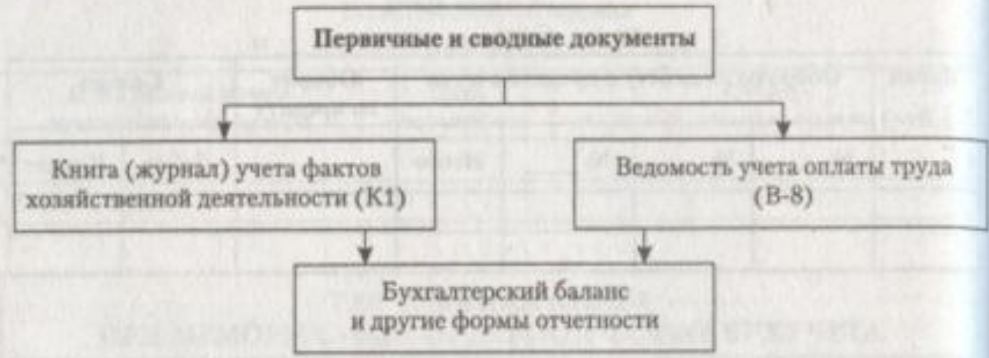 Первичные и сводные документы
Книга (журнал) учета фактов
хозяйственной деятельности (К1)
Ведомость учета оплаты труда
(В-8)
Бухгалтерский баланс
и другие формы отчетности